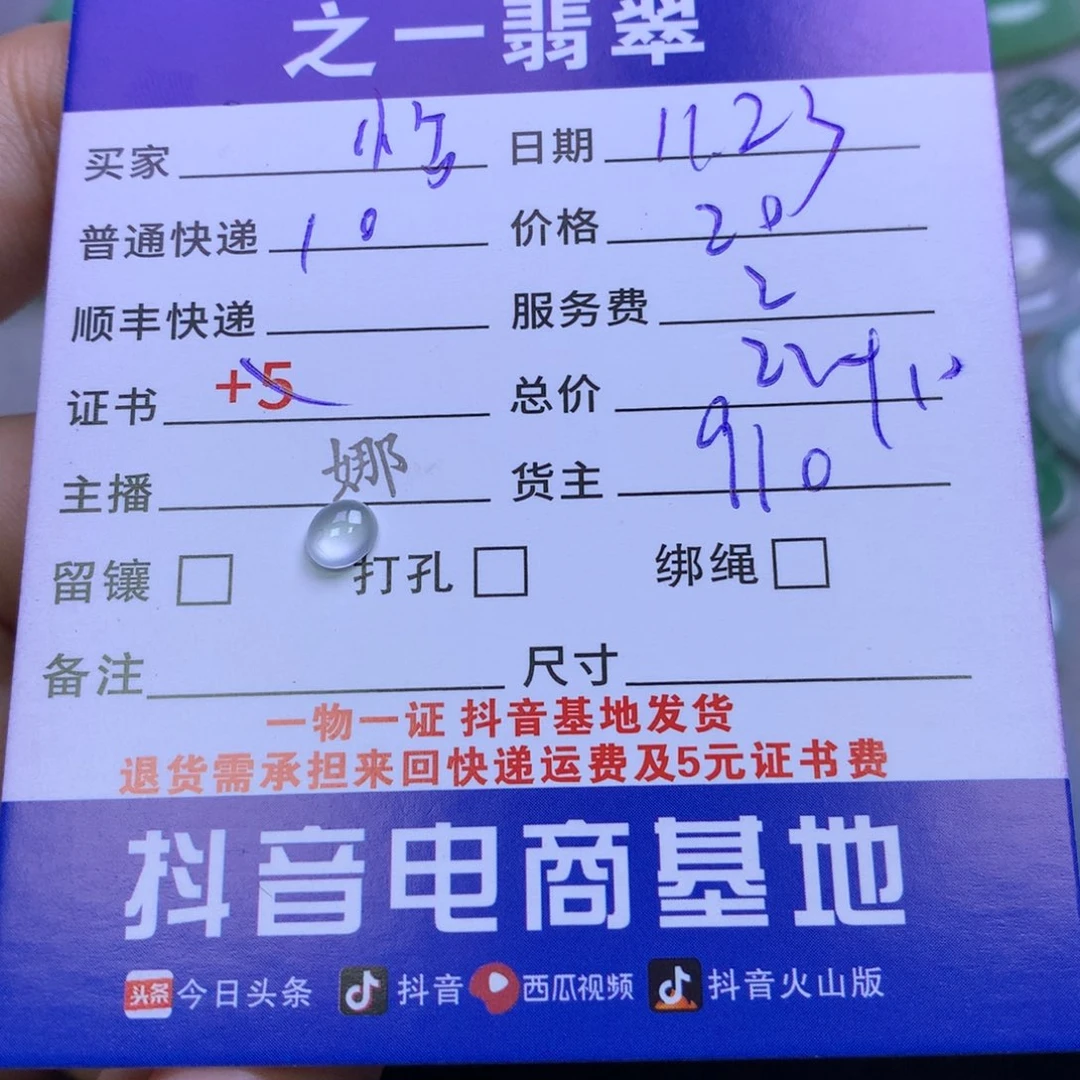 之一翡翠
买家 日期 11.23
普通快递 10 价格 20
顺丰快递 服务费 2
证书 +5 总价 22+10
主播 娜 货主 910
留镶 打孔 绑绳
备注 尺寸
一物一证 抖音基地发货
退货需承担来回快递运费及5元证书费
抖音电商基地
头条 今日头条 抖音 西瓜视频 抖音火山版